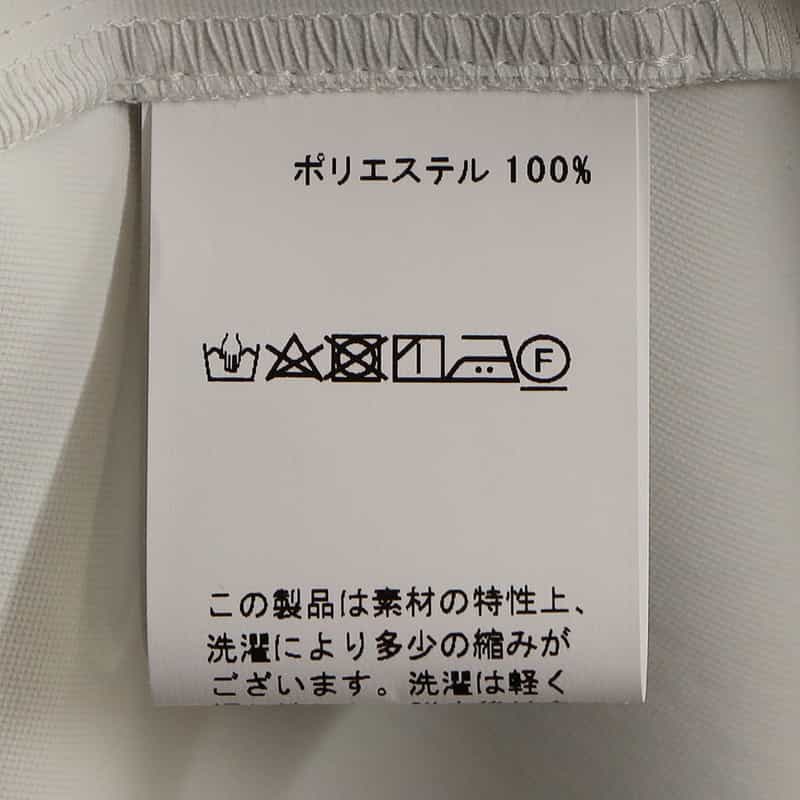 ポリエステル 100%
F
この製品は素材の特性上、
洗濯により多少の縮みが
ございます。洗濯は軽く